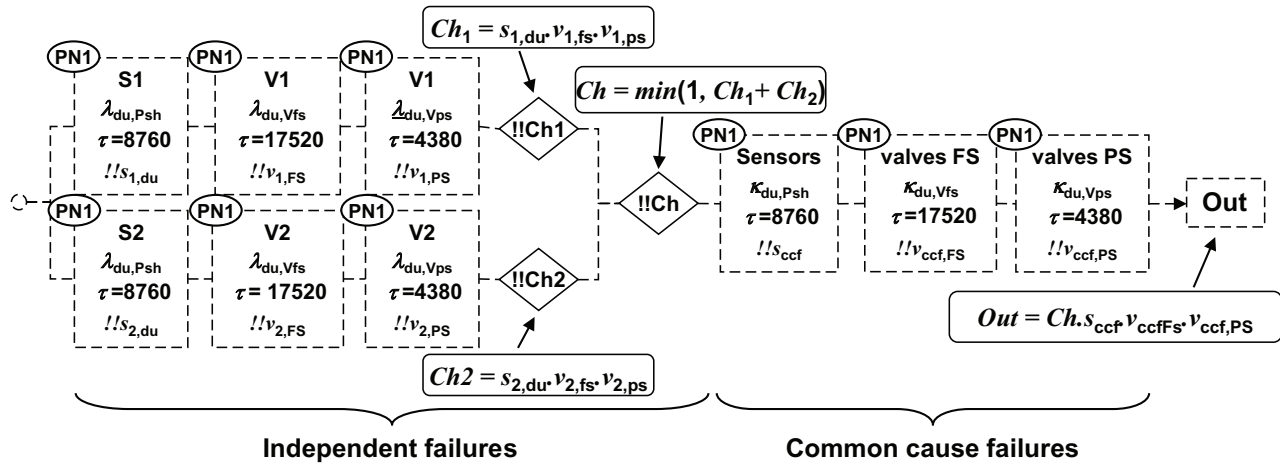 Ch₁ = s₁,du.v₁,fs.v₁,ps
Ch = min(1, Ch₁+ Ch₂)
PN1
S1
λdu,Psh
τ=8760
!!s₁,du
PN1
V1
λdu,Vfs
τ=17520
!!v₁,FS
PN1
V1
λdu,Vps
τ=4380
!!v₁,PS
!!Ch1
PN1
S2
λdu,Psh
τ=8760
!!s₂,du
PN1
V2
λdu,Vfs
τ= 17520
!!v₂,FS
PN1
V2
λdu,Vps
τ=4380
!!v₂,PS
!!Ch2
!!Ch
PN1
Sensors
κdu,Psh
τ=8760
!!sccf
PN1
valves FS
κdu,Vfs
τ=17520
!!vccf,FS
PN1
valves PS
κdu,Vps
τ=4380
!!vccf,PS
Out
Ch2 = s₂,du.v₂,fs.v₂,ps
Out = Ch.sccf.vccfFs.vccf,PS
Independent failures
Common cause failures